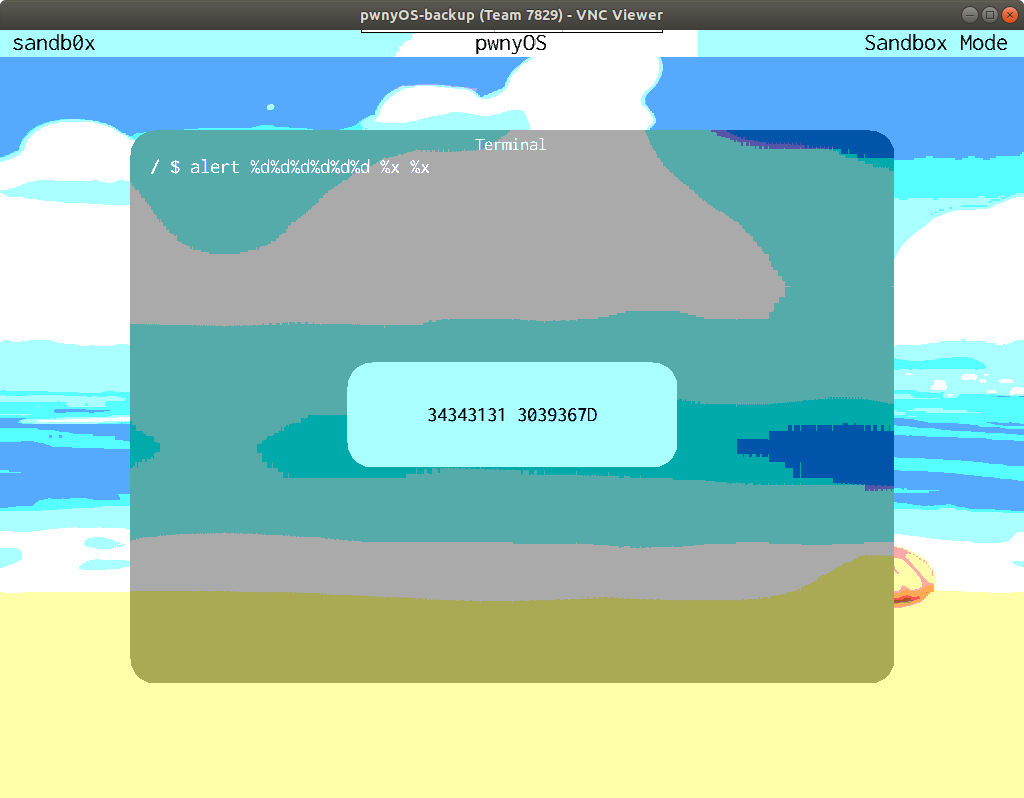 pwnyOS-backup (Team 7829) - VNC Viewer
sandb0x pwnyOS Sandbox Mode
Terminal
/ $ alert %d%d%d%d%d%d %x %x
34343131 3039367D